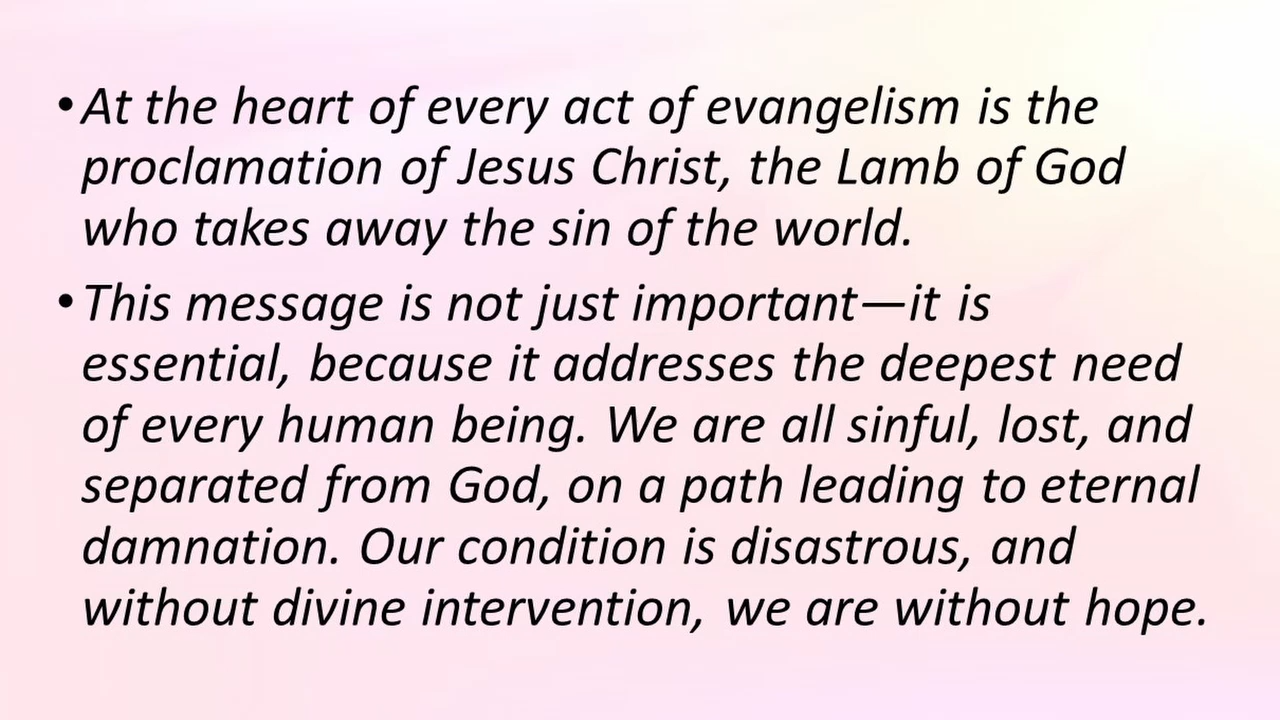 • At the heart of every act of evangelism is the
proclamation of Jesus Christ, the Lamb of God
who takes away the sin of the world.
• This message is not just important—it is
essential, because it addresses the deepest need
of every human being. We are all sinful, lost, and
separated from God, on a path leading to eternal
damnation. Our condition is disastrous, and
without divine intervention, we are without hope.